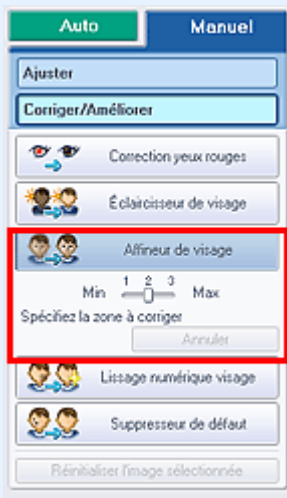 Auto Manuel
Ajuster
Corriger/Améliorer
Correction yeux rouges
Éclaircisseur de visage
Affineur de visage
1 2 3
Min Max
Spécifiez la zone à corriger
Annuler
Lissage numérique visage
Suppresseur de défaut
Réinitialiser l'image sélectionnée